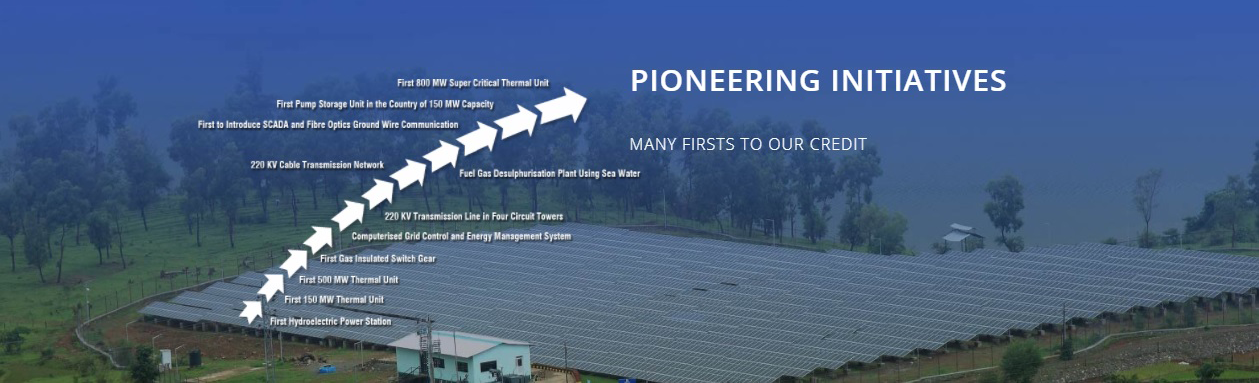 PIONEERING INITIATIVES
MANY FIRSTS TO OUR CREDIT
First 800 MW Super Critical Thermal Unit
First Pump Storage Unit in the Country of 150 MW Capacity
First to Introduce SCADA and Fibre Optics Ground Wire Communication
220 KV Cable Transmission Network
Fuel Gas Desulphurisation Plant Using Sea Water
220 KV Transmission Line in Four Circuit Towers
Computerised Grid Control and Energy Management System
First Gas Insulated Switch Gear
First 500 MW Thermal Unit
First 150 MW Thermal Unit
First Hydroelectric Power Station